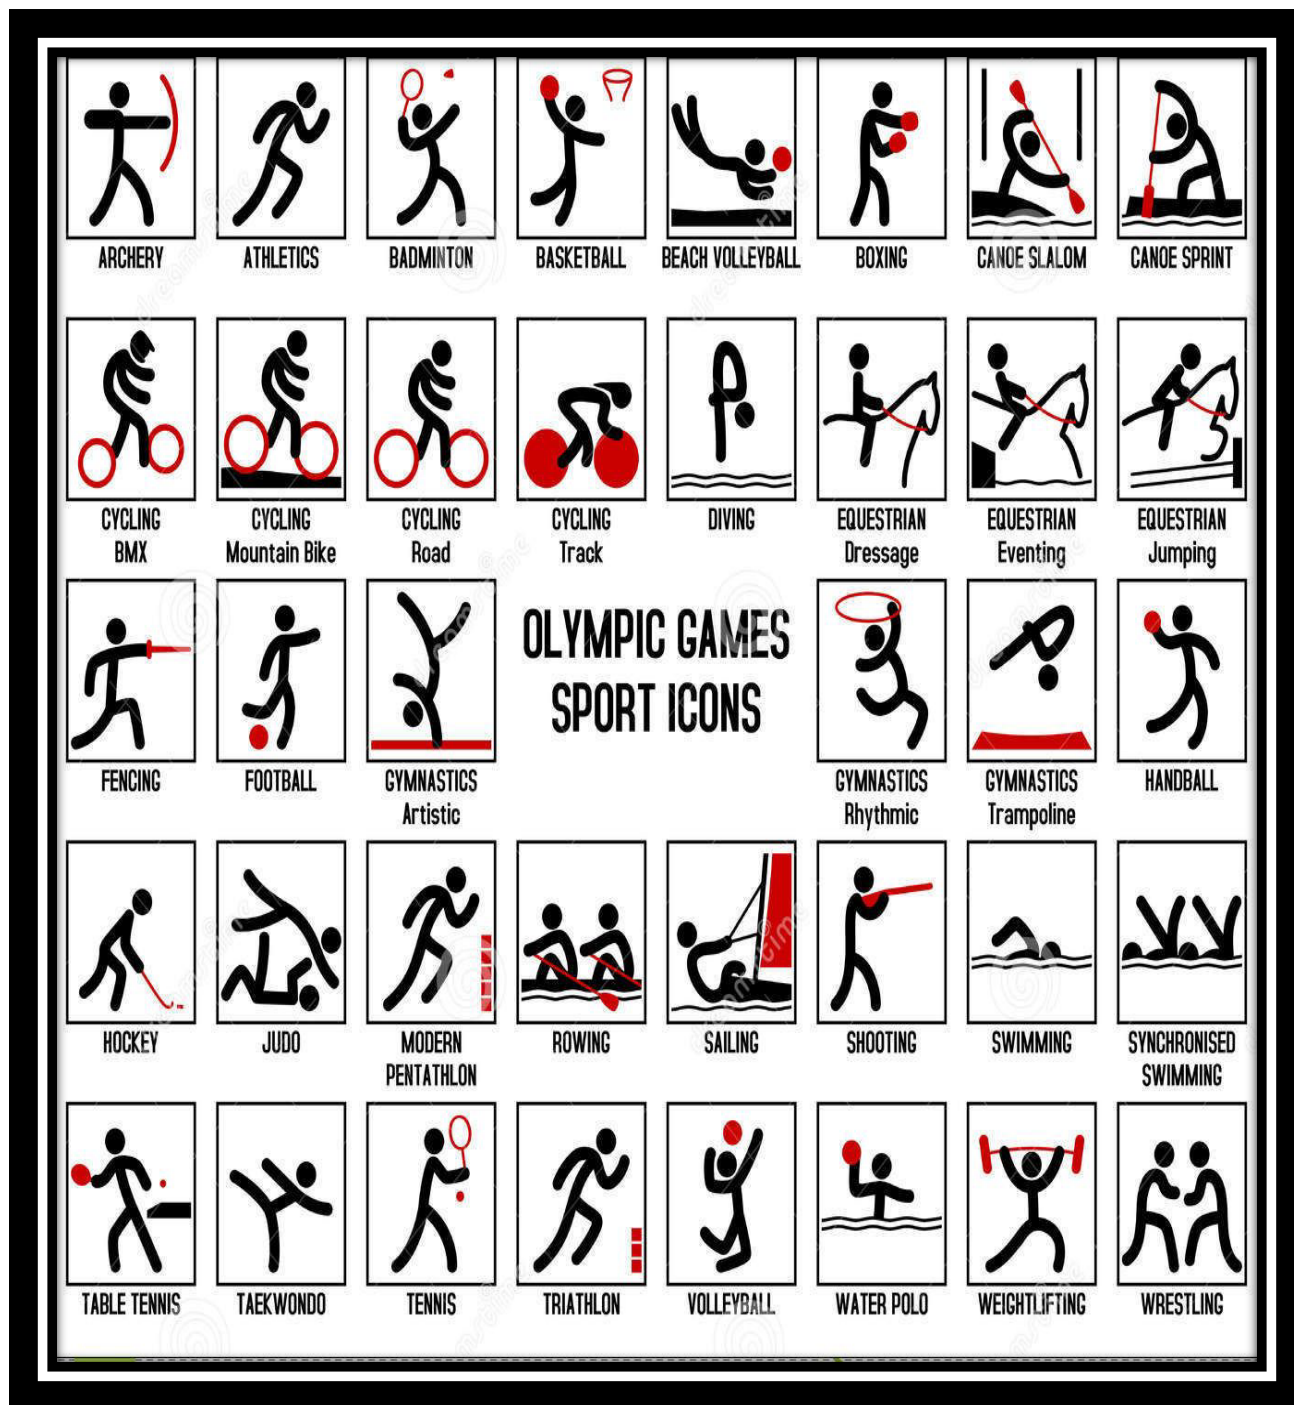 ARCHERY
ATHLETICS
BADMINTON
BASKETBALL
BEACH VOLLEYBALL
BOXING
CANOE SLALOM
CANOE SPRINT
CYCLING
BMX
CYCLING
Mountain Bike
CYCLING
Road
CYCLING
Track
DIVING
EQUESTRIAN
Dressage
EQUESTRIAN
Eventing
EQUESTRIAN
Jumping
FENCING
FOOTBALL
GYMNASTICS
Artistic
OLYMPIC GAMES
SPORT ICONS
GYMNASTICS
Rhythmic
GYMNASTICS
Trampoline
HANDBALL
HOCKEY
JUDO
MODERN
PENTATHLON
ROWING
SAILING
SHOOTING
SWIMMING
SYNCHRONISED
SWIMMING
TABLE TENNIS
TAEKWONDO
TENNIS
TRIATHLON
VOLLEYBALL
WATER POLO
WEIGHTLIFTING
WRESTLING